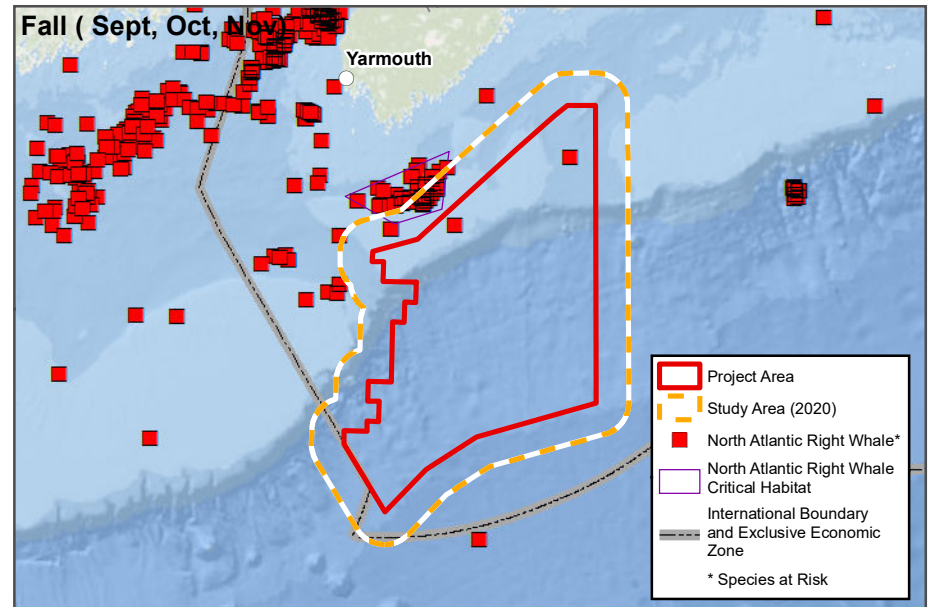 Fall ( Sept, Oct, Nov)
Yarmouth
Project Area
Study Area (2020)
North Atlantic Right Whale*
North Atlantic Right Whale
Critical Habitat
International Boundary
and Exclusive Economic
Zone
* Species at Risk